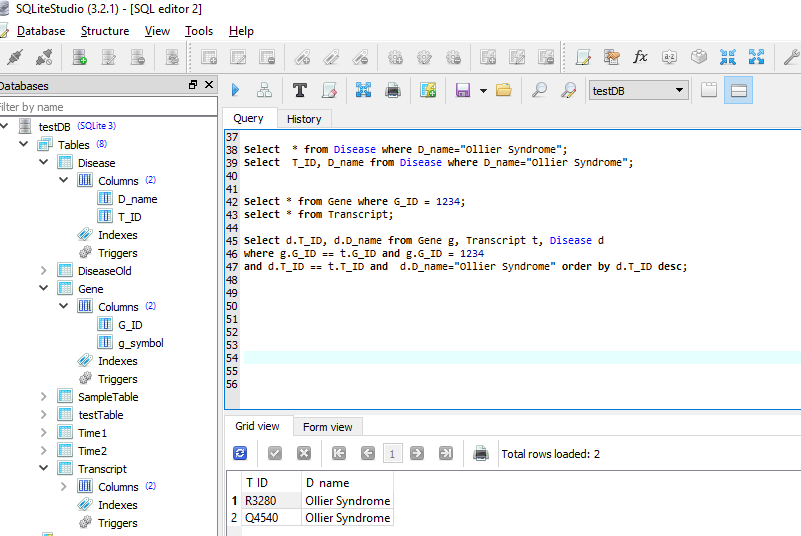 SQLiteStudio (3.2.1) - [SQL editor 2]
Database Structure View Tools Help
Databases
Filter by name
testDB (SQLite 3)
Tables (8)
Disease
Columns (2)
D_name
T_ID
Indexes
Triggers
DiseaseOld
Gene
Columns (2)
G_ID
g_symbol
Indexes
Triggers
SampleTable
testTable
Time1
Time2
Transcript
Columns (2)
Indexes
Triggers
testDB
Query History
37
38 Select * from Disease where D_name="Ollier Syndrome";
39 Select T_ID, D_name from Disease where D_name="Ollier Syndrome";
40
41
42 Select * from Gene where G_ID = 1234;
43 select * from Transcript;
44
45 Select d.T_ID, d.D_name from Gene g, Transcript t, Disease d
46 where g.G_ID == t.G_ID and g.G_ID = 1234
47 and d.T_ID == t.T_ID and d.D_name="Ollier Syndrome" order by d.T_ID desc;
48
49
50
51
52
53
54
55
56
Grid view Form view
1 Total rows loaded: 2
T_ID D_name
1 R3280 Ollier Syndrome
2 Q4540 Ollier Syndrome